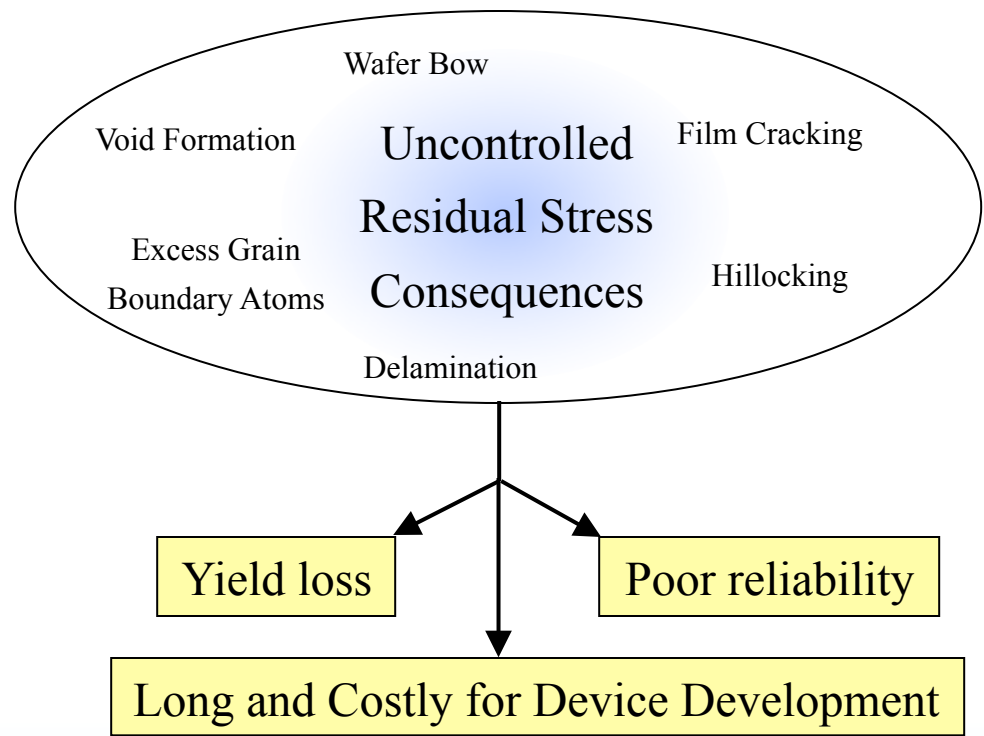 Wafer Bow
Void Formation
Uncontrolled
Film Cracking
Residual Stress
Excess Grain
Boundary Atoms
Consequences
Hillocking
Delamination
Yield loss
Poor reliability
Long and Costly for Device Development